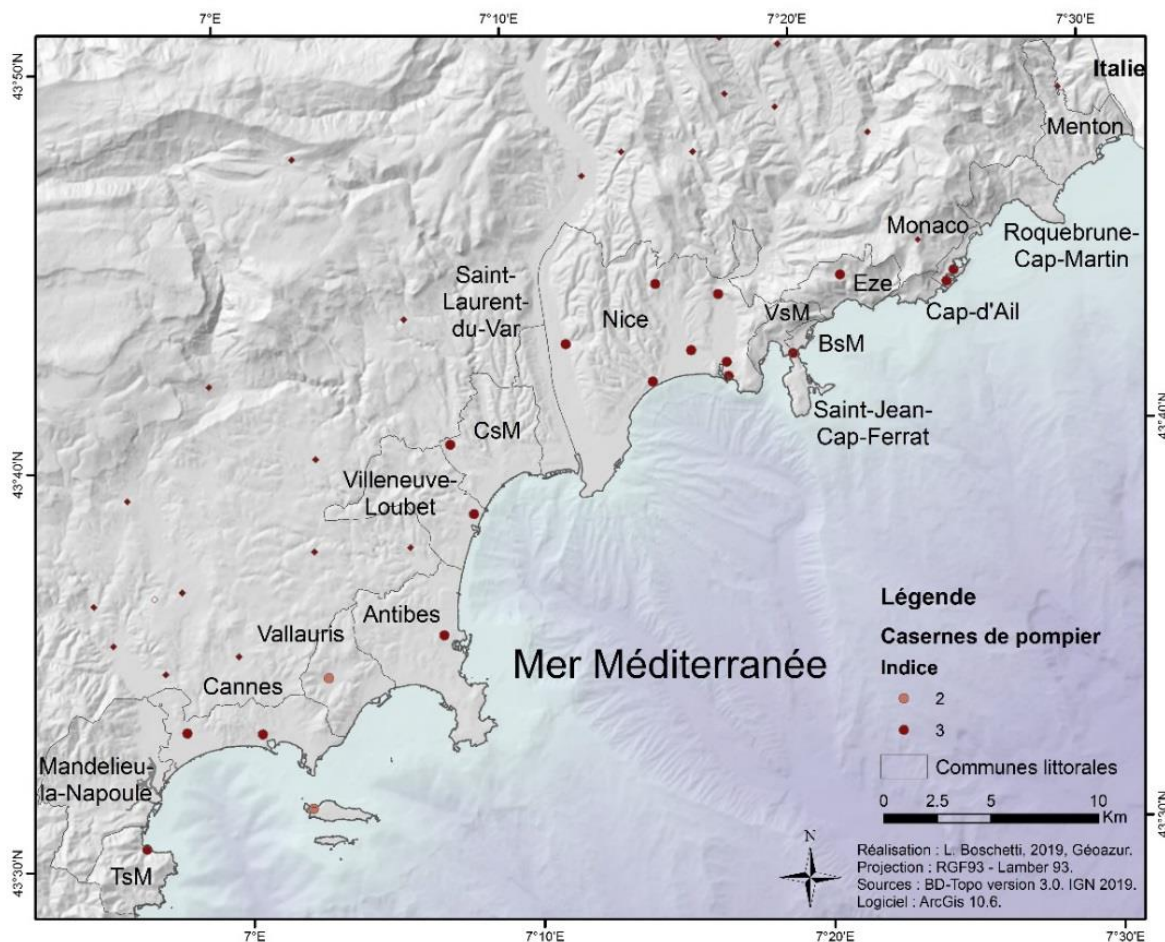 7°E
7°10'E
7°20'E
7°30'E
43°50'N
Italie
Menton
Monaco
Roquebrune-
Cap-Martin
Saint-
Laurent-
du-Var
Eze
Nice
VsM
Cap-d'Ail
BsM
Saint-Jean-
Cap-Ferrat
43°40'N
CsM
43°40'N
Villeneuve-
Loubet
Antibes
Vallauris
Mer Méditerranée
Cannes
Mandelieu-
la-Napoule
TsM
43°30'N
43°30'N
Légende
Casernes de pompier
Indice
2
3
Communes littorales
0 2.5 5 10
Km
N
Réalisation : L. Boschetti, 2019, Géoazur.
Projection : RGF93 - Lamber 93.
Sources : BD-Topo version 3.0. IGN 2019.
Logiciel : ArcGis 10.6.
7°E
7°10'E
7°20'E
7°30'E